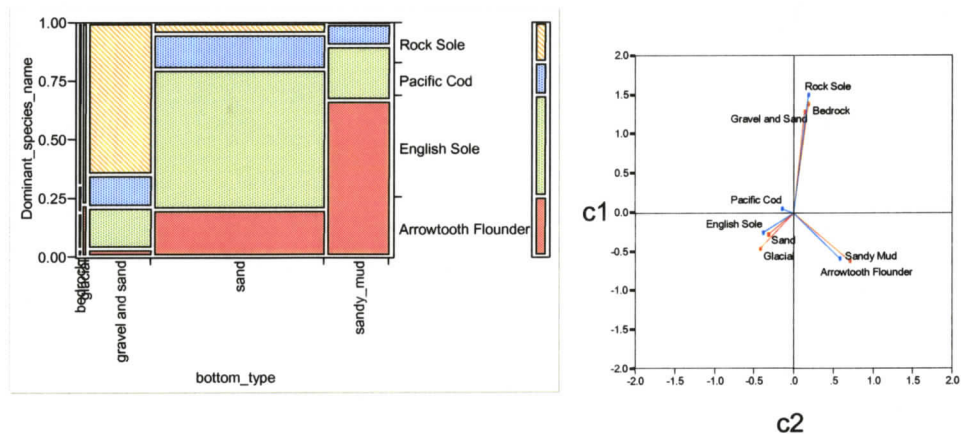 Dominant_species_name
1.00
0.75
0.50
0.25
0.00
Rock Sole
Pacific Cod
English Sole
Arrowtooth Flounder
bedrock
glacial
gravel and sand
sand
sandy_mud
bottom_type
c1
2.0
1.5
1.0
0.5
0.0
-0.5
-1.0
-1.5
-2.0
Rock Sole
Bedrock
Gravel and Sand
Pacific Cod
English Sole
Sand
Glacial
Sandy Mud
Arrowtooth Flounder
-2.0 -1.5 -1.0 -0.5 .0 0.5 1.0 1.5 2.0
c2